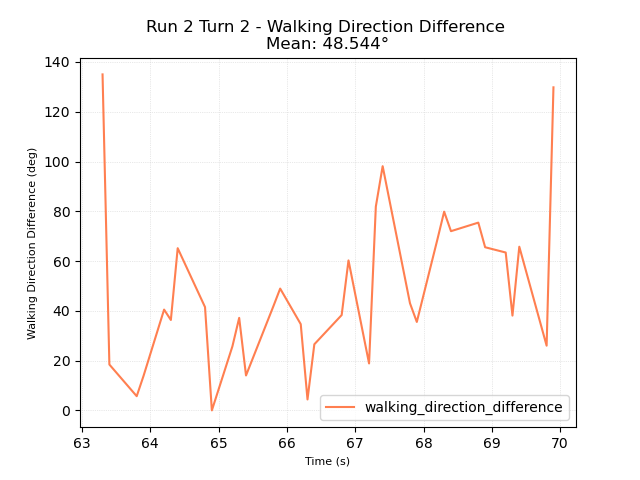 Run 2 Turn 2 - Walking Direction Difference
Mean: 48.544°
Walking Direction Difference (deg)
140
120
100
80
60
40
20
0
walking_direction_difference
63 64 65 66 67 68 69 70
Time (s)